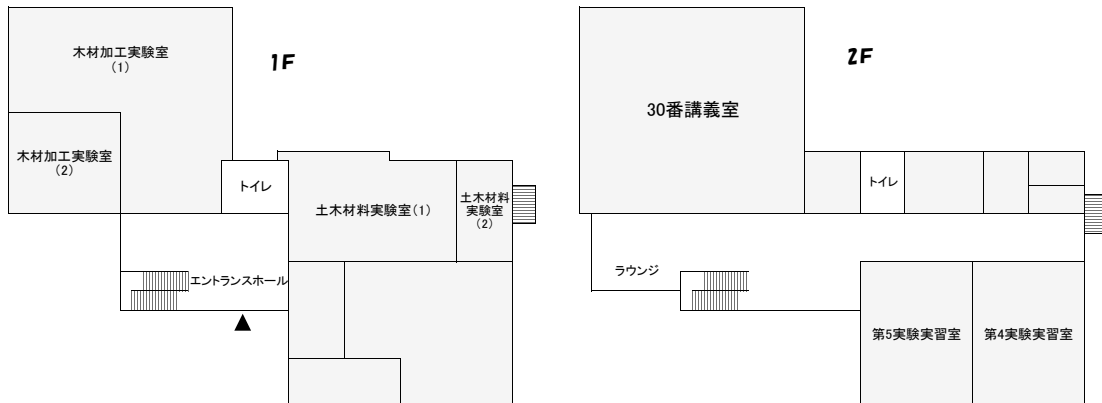 1F
木材加工実験室
(1)
木材加工実験室
(2)
トイレ
土木材料実験室(1)
土木材料
実験室
(2)
エントランスホール
2F
30番講義室
トイレ
ラウンジ
第5実験実習室
第4実験実習室